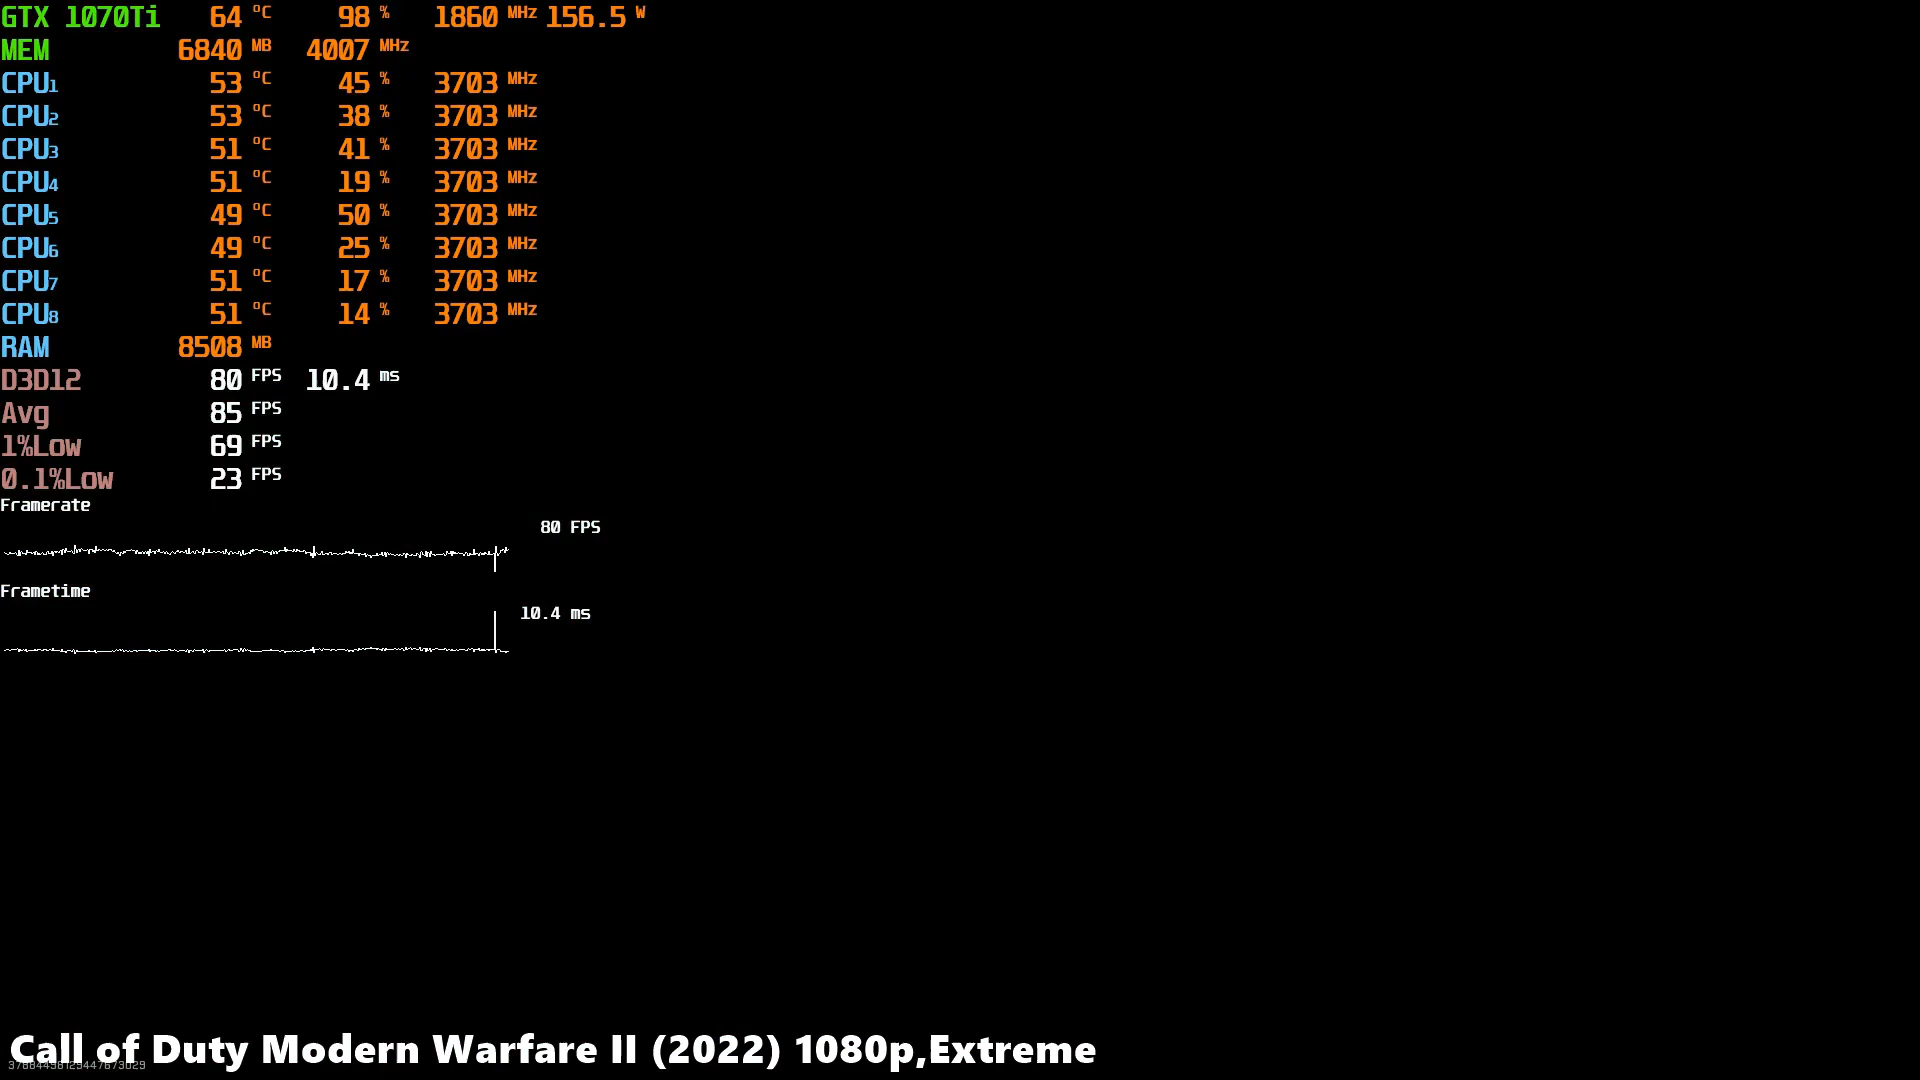 GTX 1070Ti 64 °C 98 % 1860 MHz 156.5 W
MEM 6840 MB 4007 MHz
CPU1 53 °C 45 % 3703 MHz
CPU2 53 °C 38 % 3703 MHz
CPU3 51 °C 41 % 3703 MHz
CPU4 51 °C 19 % 3703 MHz
CPU5 49 °C 50 % 3703 MHz
CPU6 49 °C 25 % 3703 MHz
CPU7 51 °C 17 % 3703 MHz
CPU8 51 °C 14 % 3703 MHz
RAM 8508 MB
D3D12 80 FPS 10.4 ms
Avg 85 FPS
1%Low 69 FPS
0.1%Low 23 FPS
Framerate
80 FPS
Frametime
10.4 ms
Call of Duty Modern Warfare II (2022) 1080p,Extreme